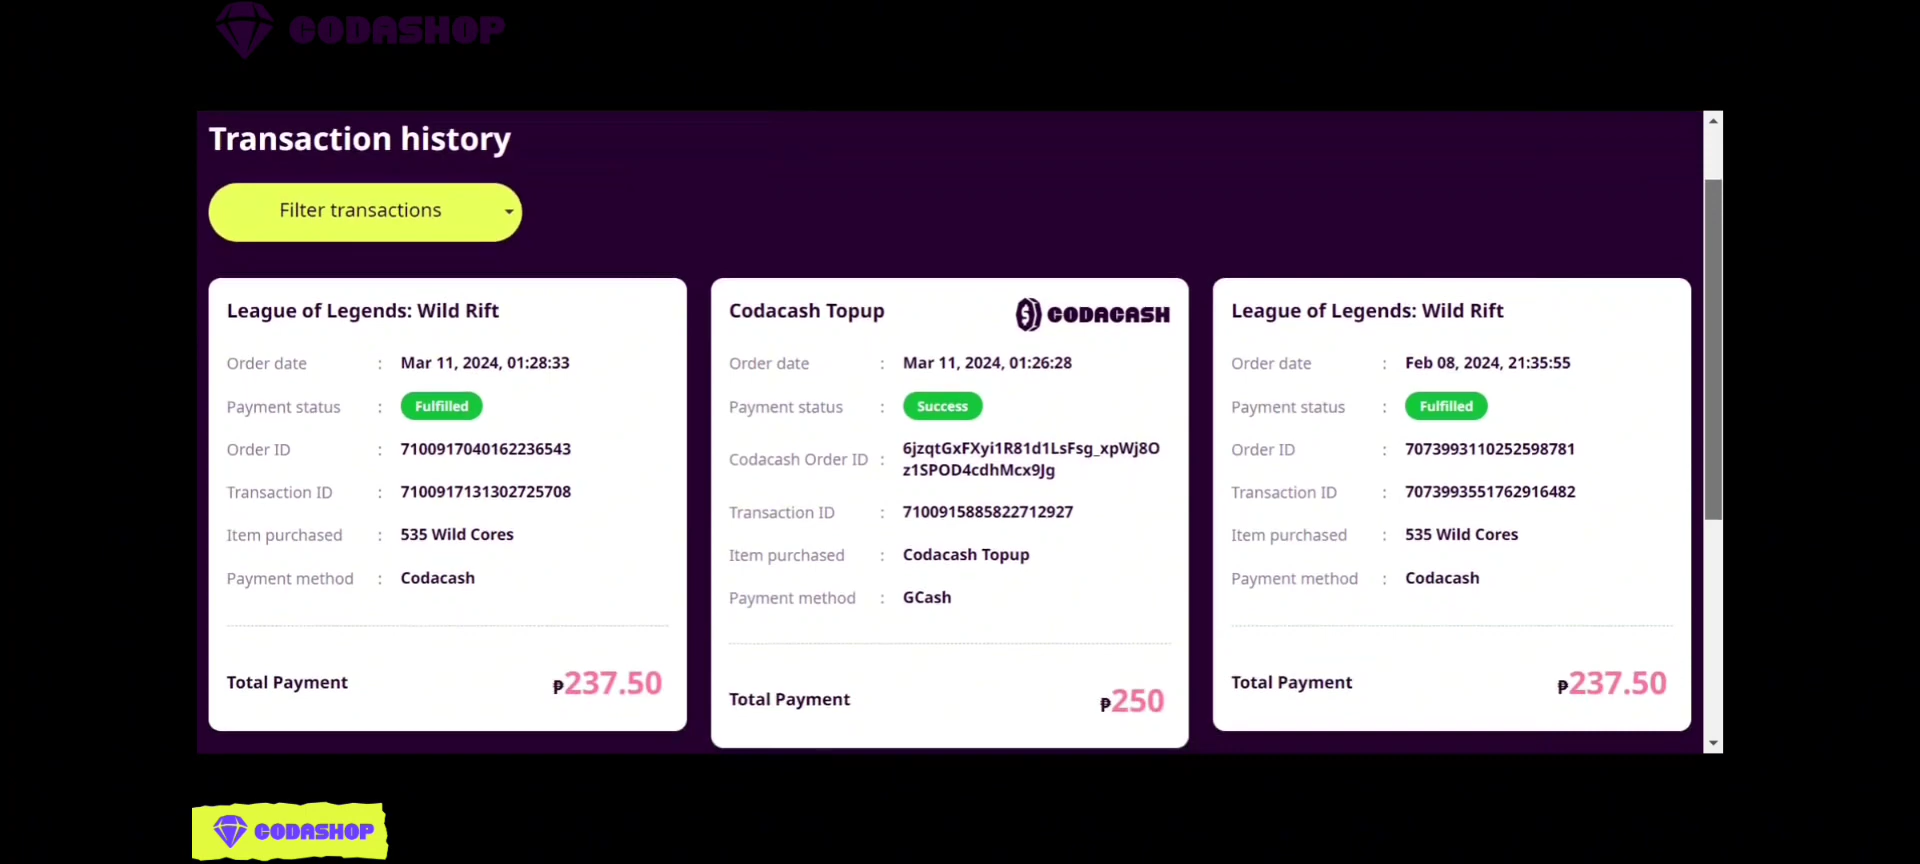 CODASHOP
Transaction history
Filter transactions
League of Legends: Wild Rift
Order date : Mar 11, 2024, 01:28:33
Payment status : Fulfilled
Order ID : 7100917040162236543
Transaction ID : 7100917131302725708
Item purchased : 535 Wild Cores
Payment method : Codacash
Total Payment ₱237.50
Codacash Topup CODACASH
Order date : Mar 11, 2024, 01:26:28
Payment status : Success
Codacash Order ID : 6jzqtGxFXyi1R81d1LsFsg_xpWj8O
z1SPOD4cdhMcx9Jg
Transaction ID : 7100915885822712927
Item purchased : Codacash Topup
Payment method : GCash
Total Payment ₱250
League of Legends: Wild Rift
Order date : Feb 08, 2024, 21:35:55
Payment status : Fulfilled
Order ID : 7073993110252598781
Transaction ID : 7073993551762916482
Item purchased : 535 Wild Cores
Payment method : Codacash
Total Payment ₱237.50
CODASHOP